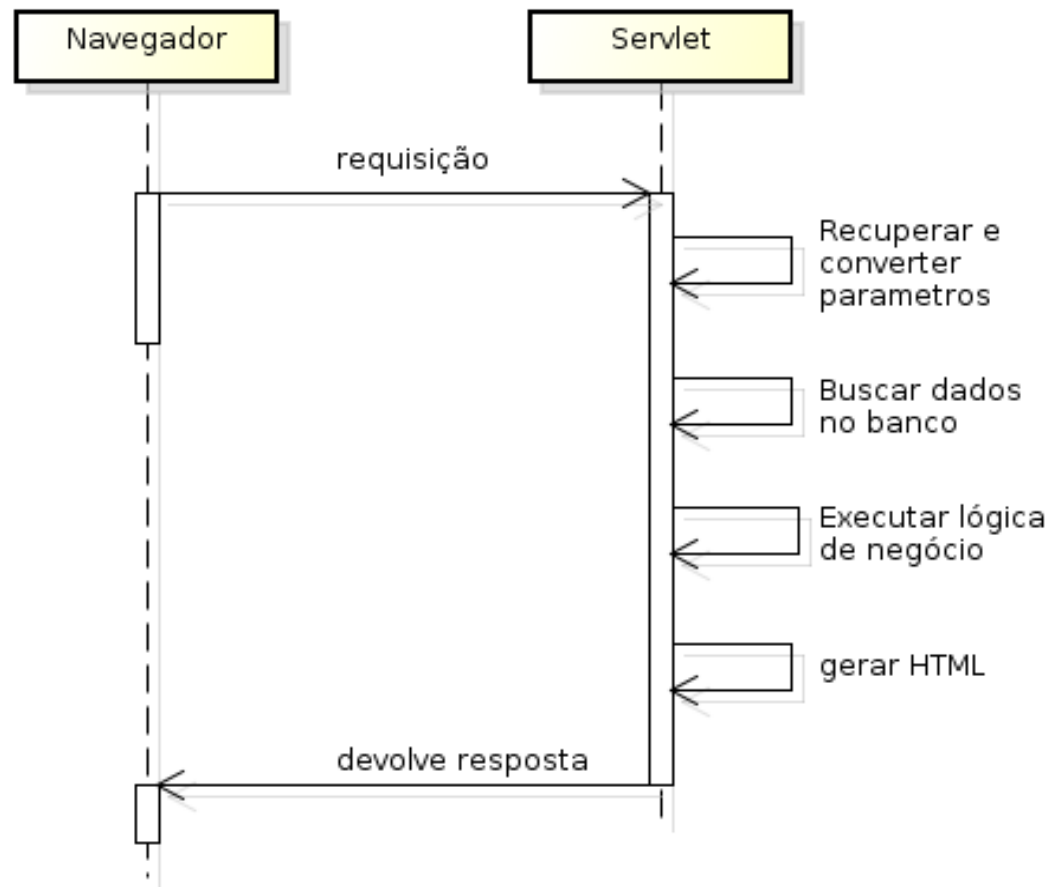 Navegador
Servlet
requisição
Recuperar e
converter
parametros
Buscar dados
no banco
Executar lógica
de negócio
gerar HTML
devolve resposta